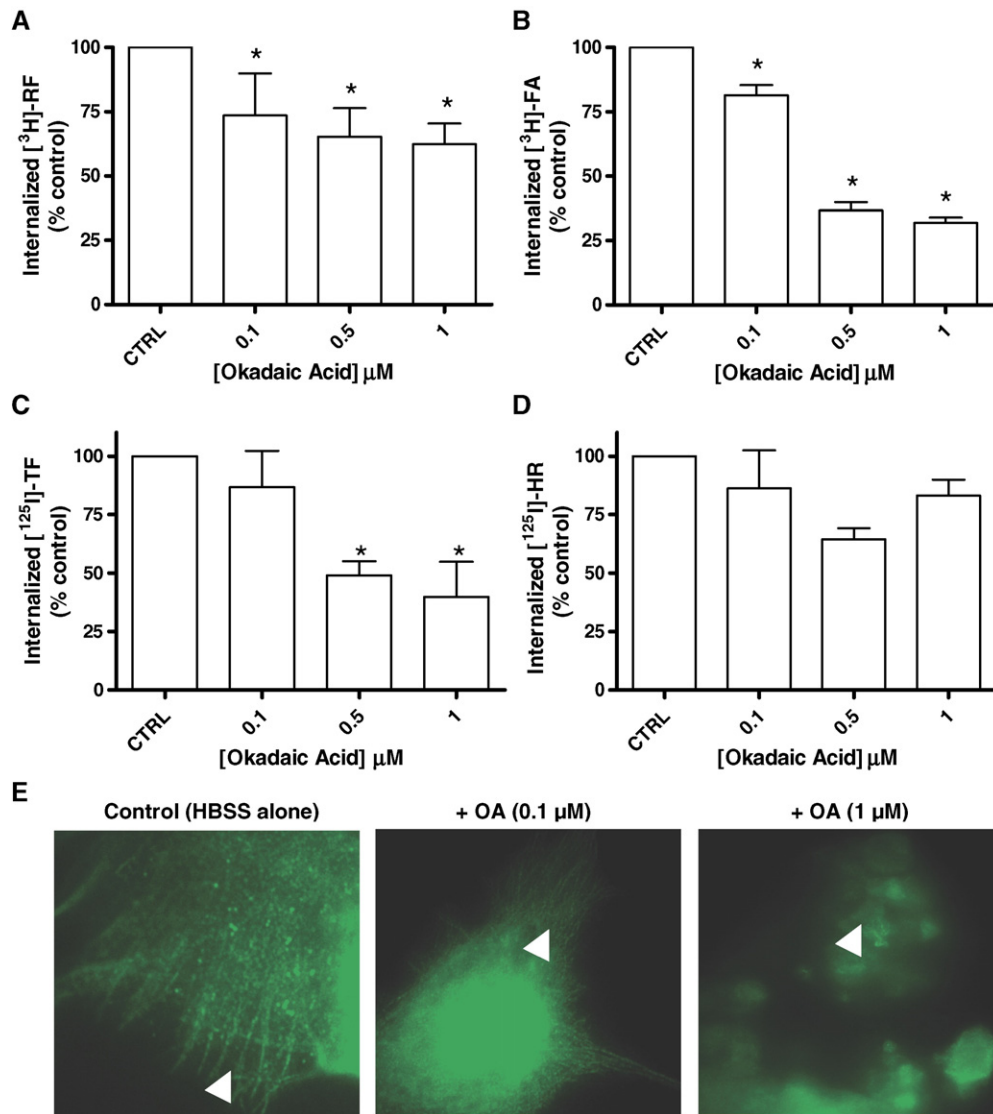 A
Internalized [³H]-RF
(% control)
100
75
50
25
0
* * *
CTRL 0.1 0.5 1
[Okadaic Acid] μM
B
Internalized [³H]-FA
(% control)
100
75
50
25
0
* * *
CTRL 0.1 0.5 1
[Okadaic Acid] μM
C
Internalized [¹²⁵I]-TF
(% control)
100
75
50
25
0
* *
CTRL 0.1 0.5 1
[Okadaic Acid] μM
D
Internalized [¹²⁵I]-HR
(% control)
100
75
50
25
0
CTRL 0.1 0.5 1
[Okadaic Acid] μM
E
Control (HBSS alone)
+ OA (0.1 μM)
+ OA (1 μM)